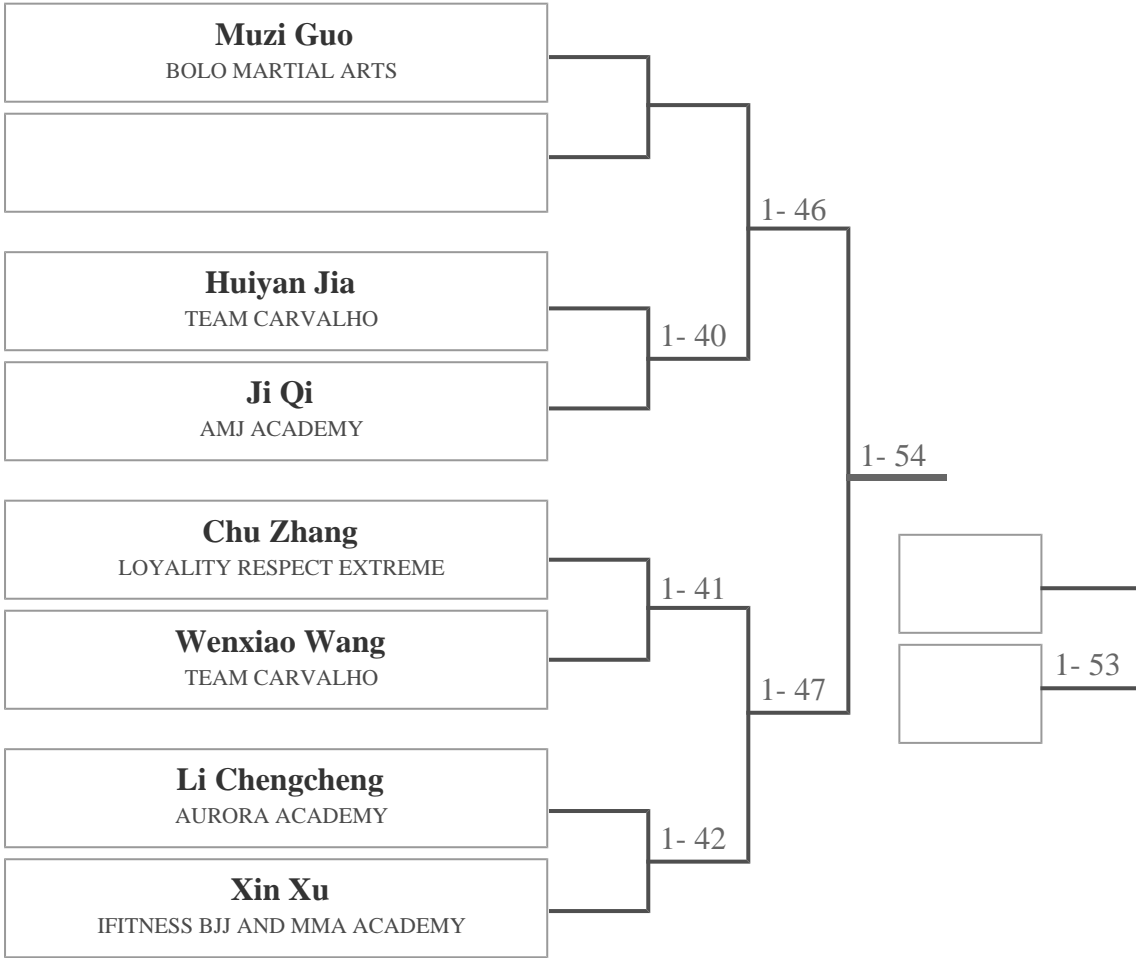 Muzi Guo
BOLO MARTIAL ARTS
1- 46
Huiyan Jia
TEAM CARVALHO
1- 40
Ji Qi
AMJ ACADEMY
1- 54
Chu Zhang
LOYALITY RESPECT EXTREME
1- 41
Wenxiao Wang
TEAM CARVALHO
1- 53
1- 47
Li Chengcheng
AURORA ACADEMY
1- 42
Xin Xu
IFITNESS BJJ AND MMA ACADEMY